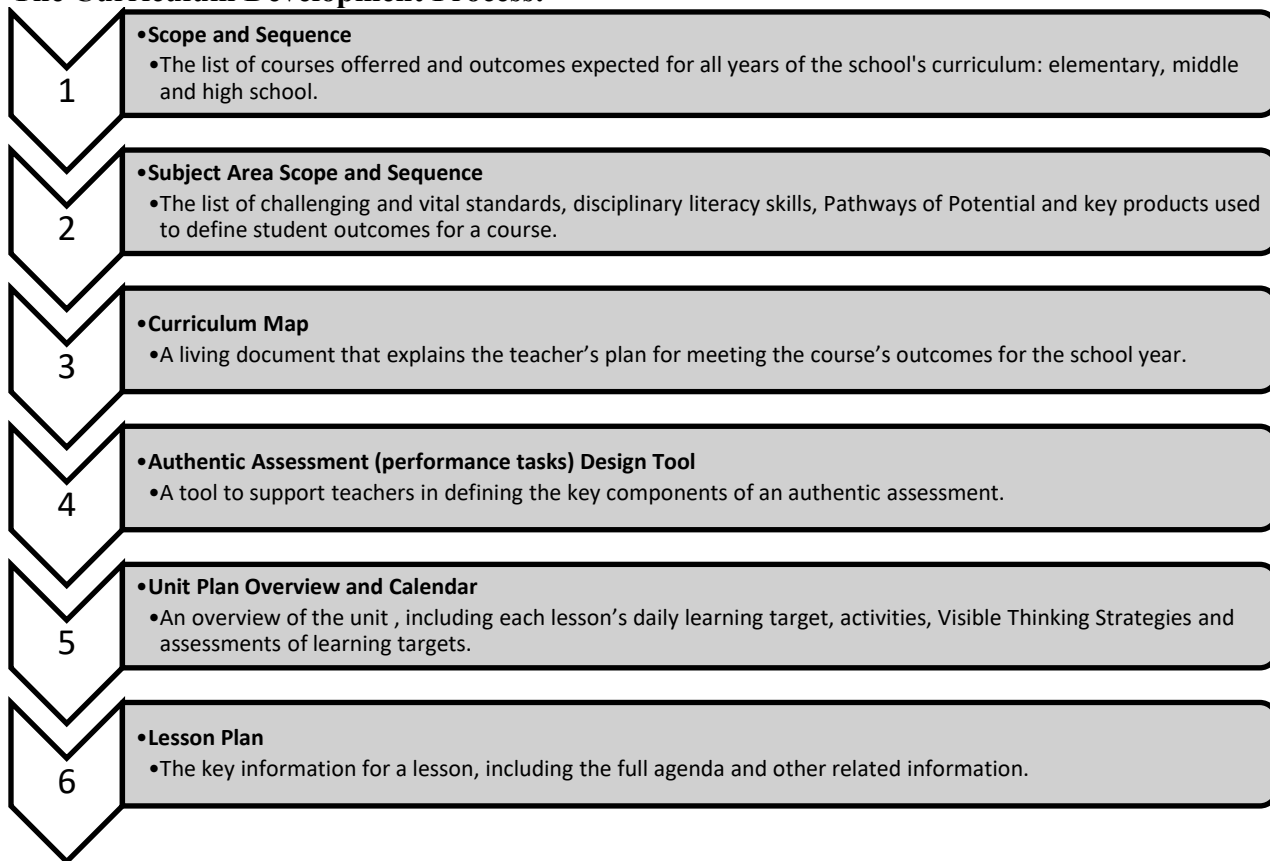 The Curriculum Development Process:
•Scope and Sequence
•The list of courses offerred and outcomes expected for all years of the school's curriculum: elementary, middle
and high school.
1
•Subject Area Scope and Sequence
•The list of challenging and vital standards, disciplinary literacy skills, Pathways of Potential and key products used
to define student outcomes for a course.
2
•Curriculum Map
•A living document that explains the teacher’s plan for meeting the course’s outcomes for the school year.
3
•Authentic Assessment (performance tasks) Design Tool
•A tool to support teachers in defining the key components of an authentic assessment.
4
•Unit Plan Overview and Calendar
•An overview of the unit , including each lesson’s daily learning target, activities, Visible Thinking Strategies and
assessments of learning targets.
5
•Lesson Plan
•The key information for a lesson, including the full agenda and other related information.
6